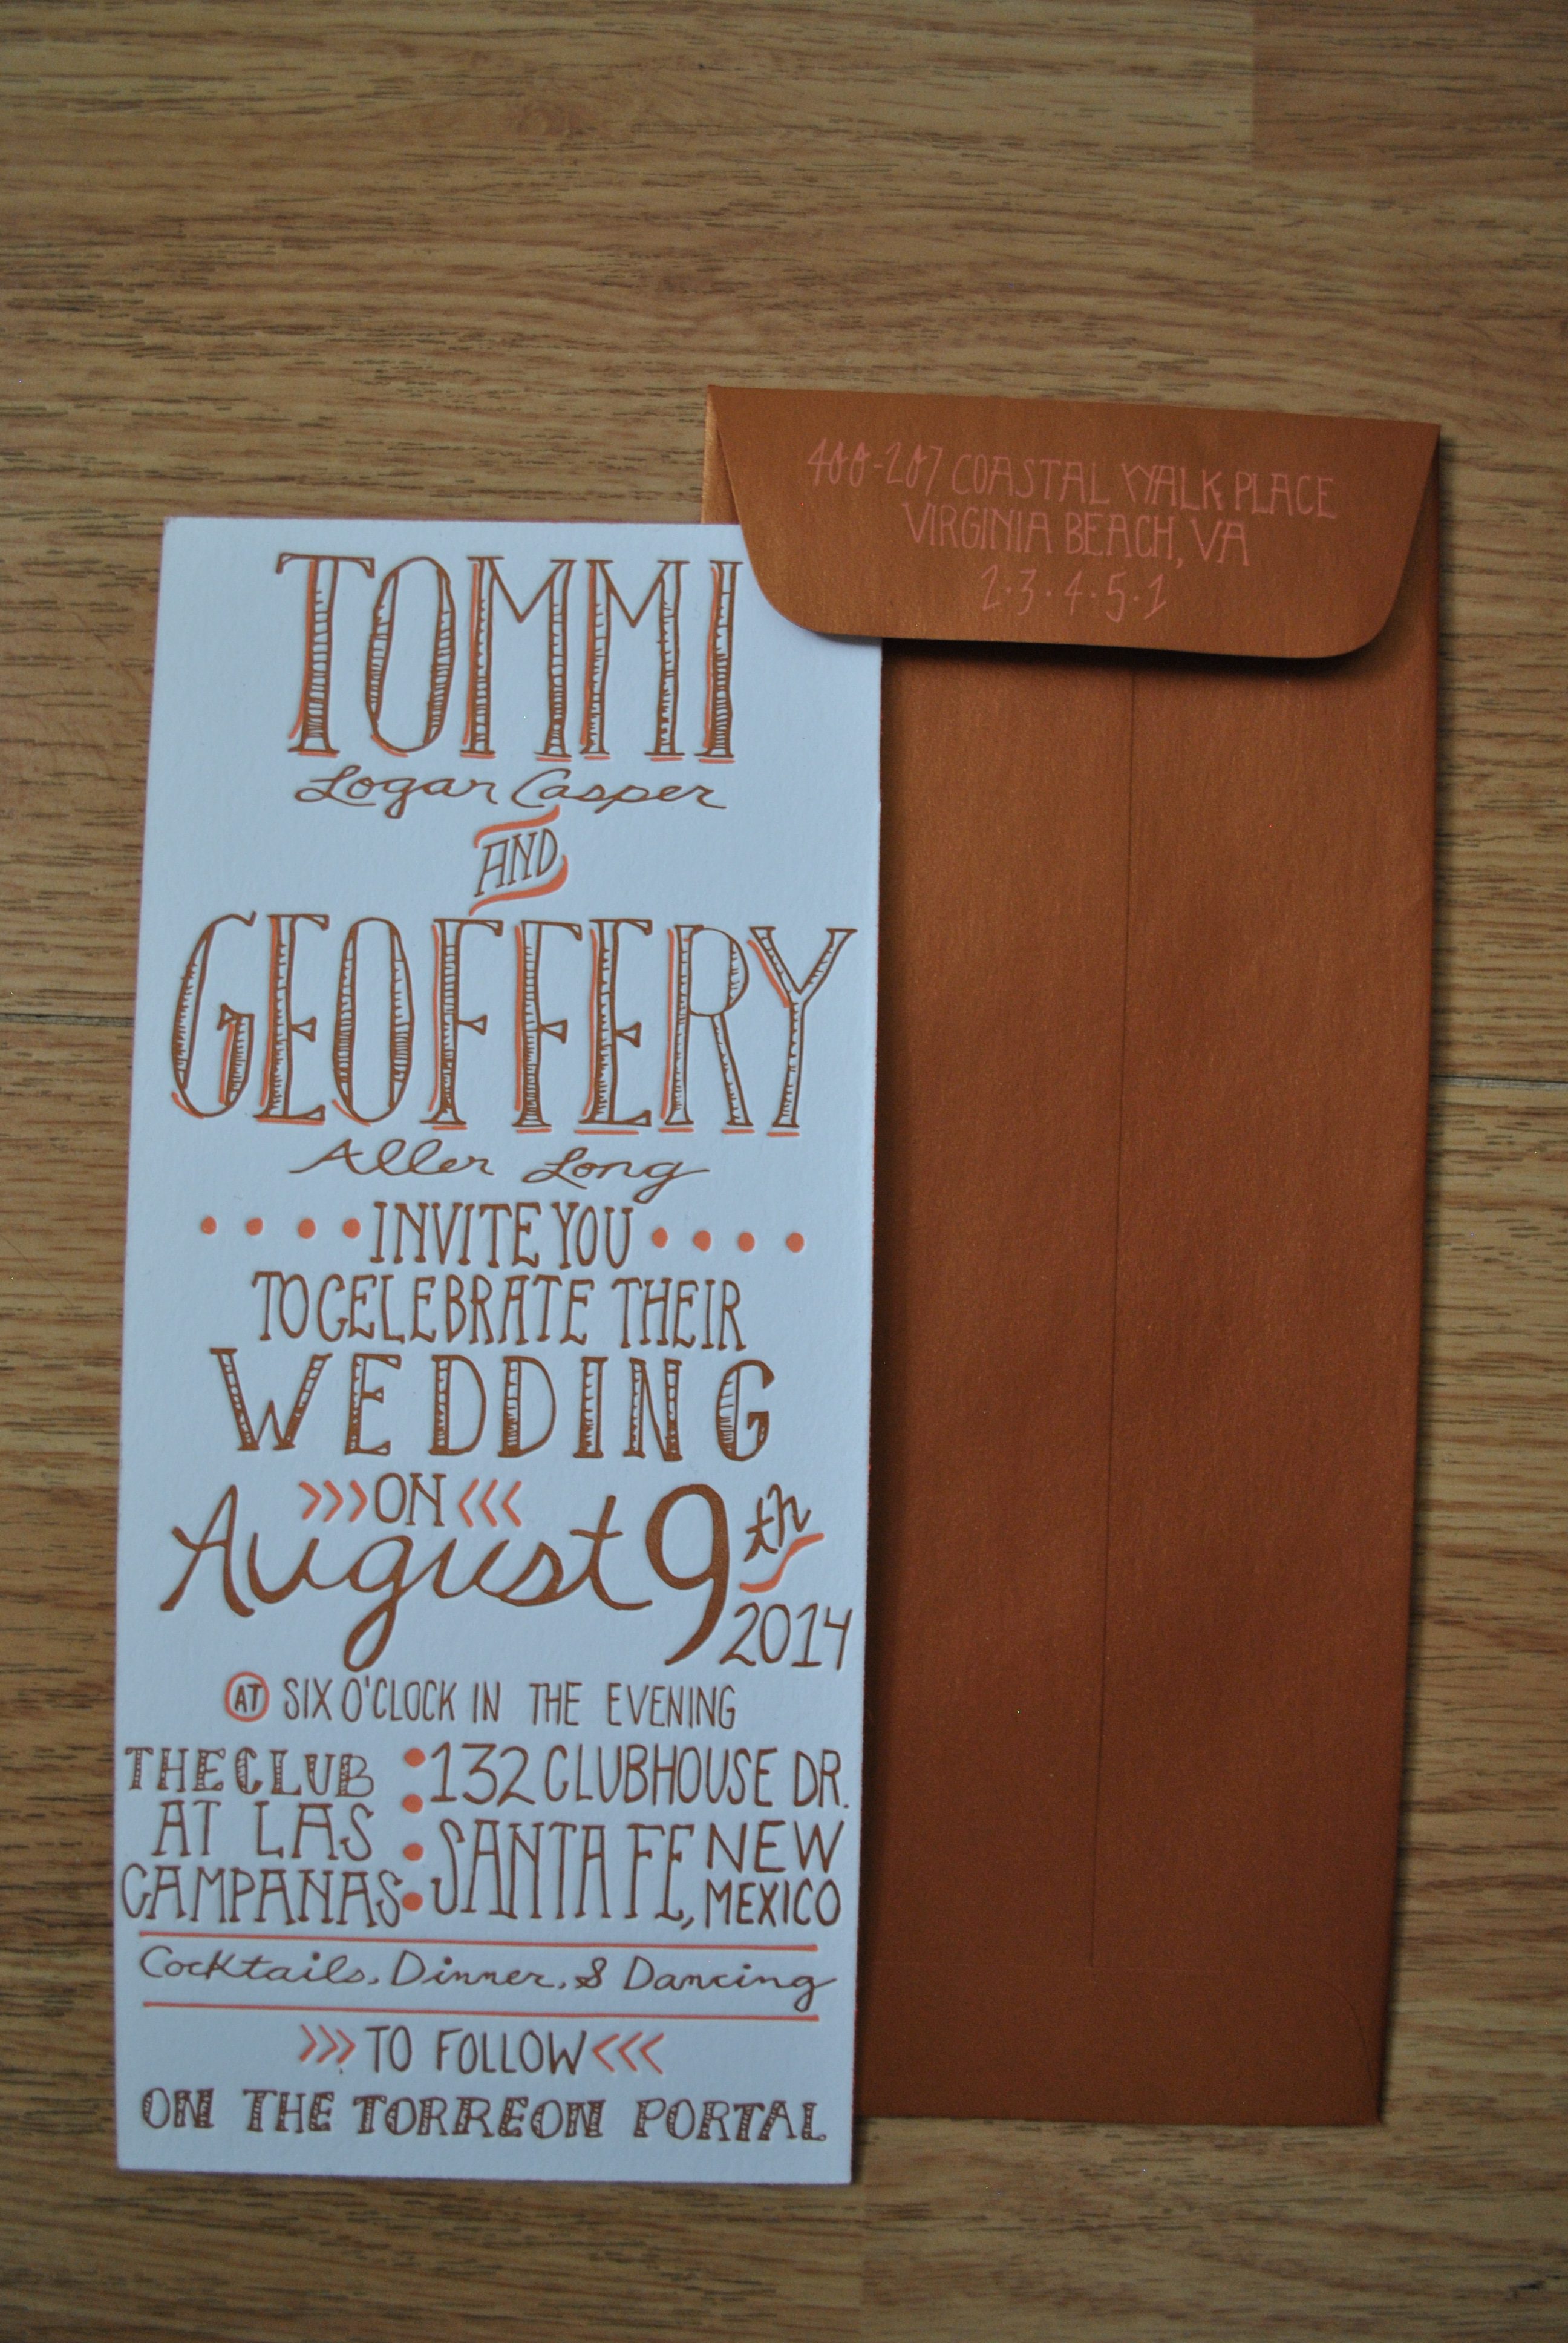 400-207 COASTAL WALK PLACE
VIRGINIA BEACH, VA
2·3·4·5·1
TOMMI
Logan Casper
AND
GEOFFERY
Allen Long
INVITE YOU
TO CELEBRATE THEIR
WEDDING
>>> ON <<<
August 9th
2014
AT SIX O'CLOCK IN THE EVENING
THE CLUB
AT LAS
CAMPANAS
132 CLUBHOUSE DR.
SANTA FE, NEW
MEXICO
Cocktails, Dinner, & Dancing
>>> TO FOLLOW <<<
ON THE TORREON PORTAL